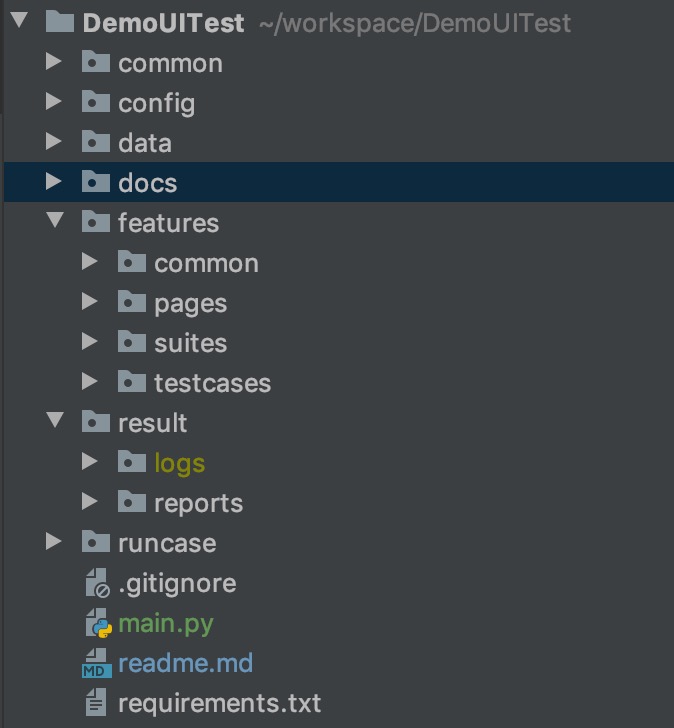 DemoUITest ~/workspace/DemoUITest
common
config
data
docs
features
common
pages
suites
testcases
result
logs
reports
runcase
.gitignore
main.py
MD readme.md
requirements.txt